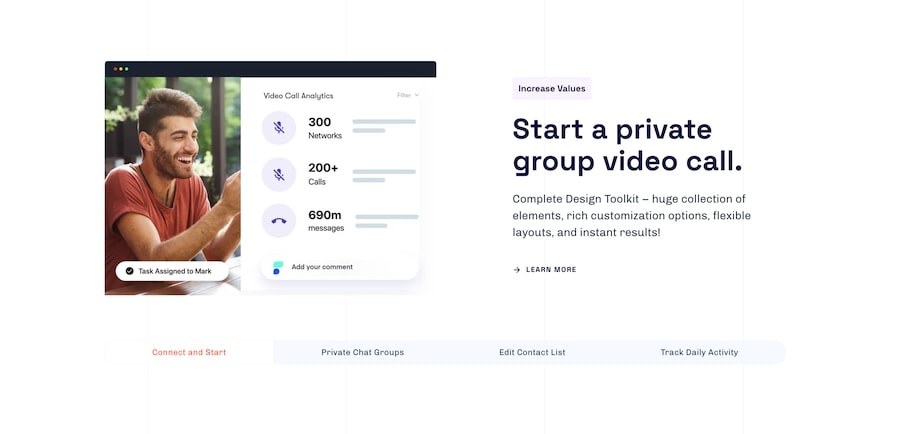 Video Call Analytics
Filter
300
Networks
200+
Calls
690m
messages
Add your comment
Task Assigned to Mark
Increase Values
Start a private
group video call.
Complete Design Toolkit – huge collection of
elements, rich customization options, flexible
layouts, and instant results!
LEARN MORE
Connect and Start
Private Chat Groups
Edit Contact List
Track Daily Activity